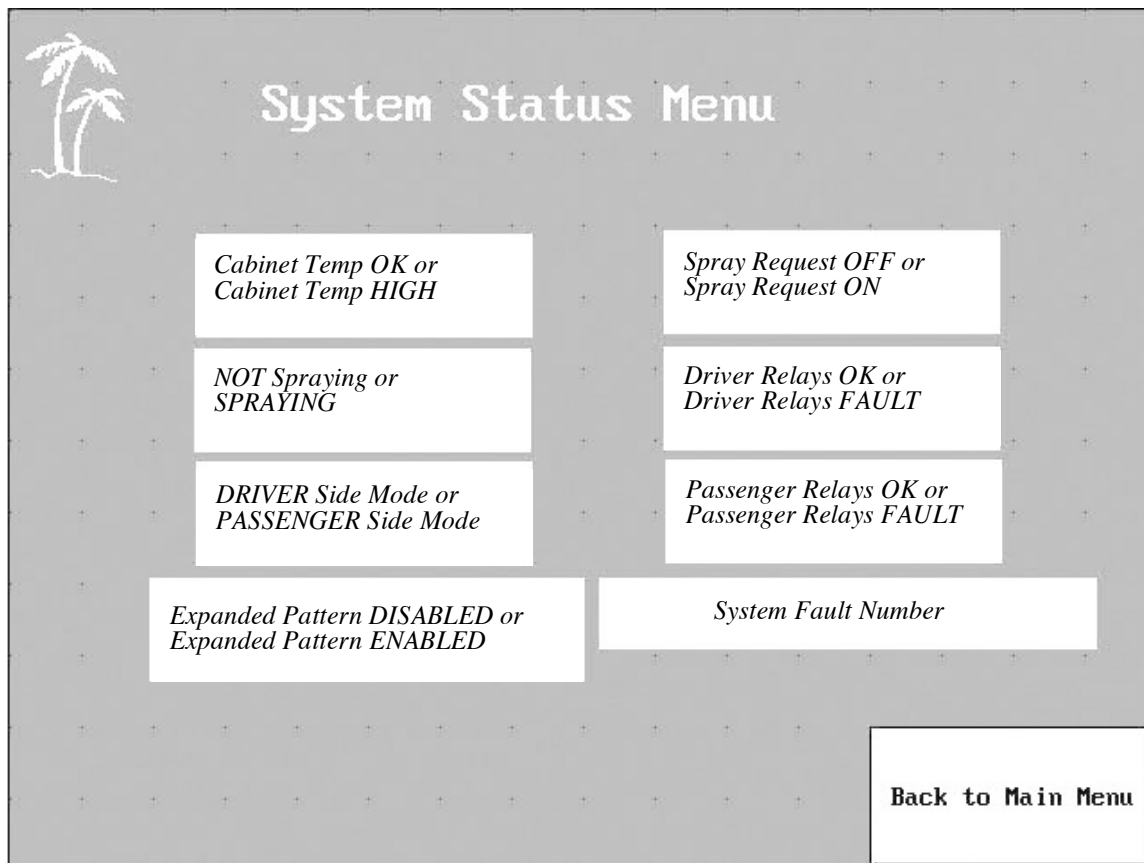 System Status Menu
Cabinet Temp OK or
Cabinet Temp HIGH
Spray Request OFF or
Spray Request ON
NOT Spraying or
SPRAYING
Driver Relays OK or
Driver Relays FAULT
DRIVER Side Mode or
PASSENGER Side Mode
Passenger Relays OK or
Passenger Relays FAULT
Expanded Pattern DISABLED or
Expanded Pattern ENABLED
System Fault Number
Back to Main Menu